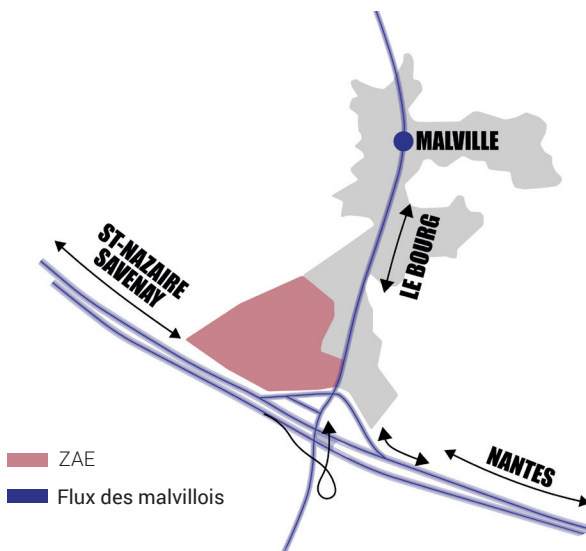 MALVILLE
LE BOURG
ST-NAZAIRE
SAVENAY
NANTES
ZAE
Flux des malvillois